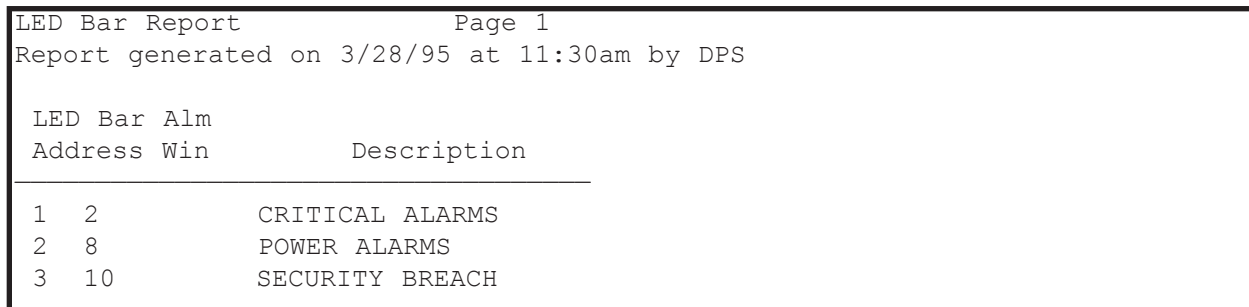 LED Bar Report Page 1
Report generated on 3/28/95 at 11:30am by DPS
LED Bar Alm
Address Win Description
1 2 CRITICAL ALARMS
2 8 POWER ALARMS
3 10 SECURITY BREACH